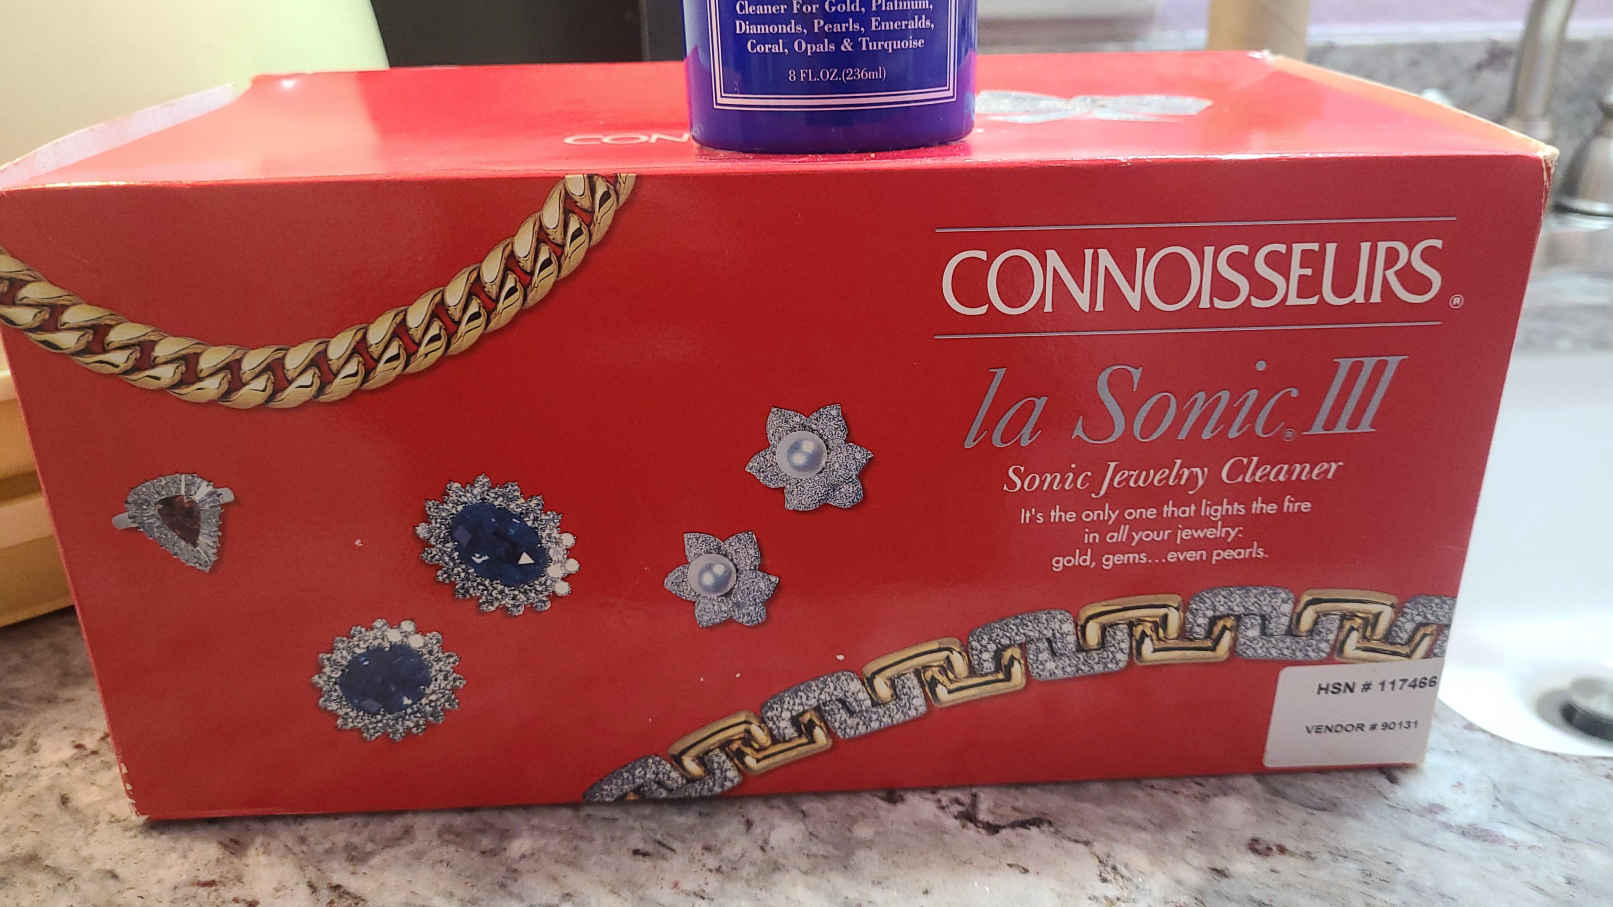 Cleaner For Gold, Platinum,
Diamonds, Pearls, Emeralds,
Coral, Opals & Turquoise
8 FL.OZ.(236ml)
CON
CONNOISSEURS®
la Sonic® III
Sonic Jewelry Cleaner
It's the only one that lights the fire
in all your jewelry:
gold, gems...even pearls.
HSN # 117466
VENDOR # 90131